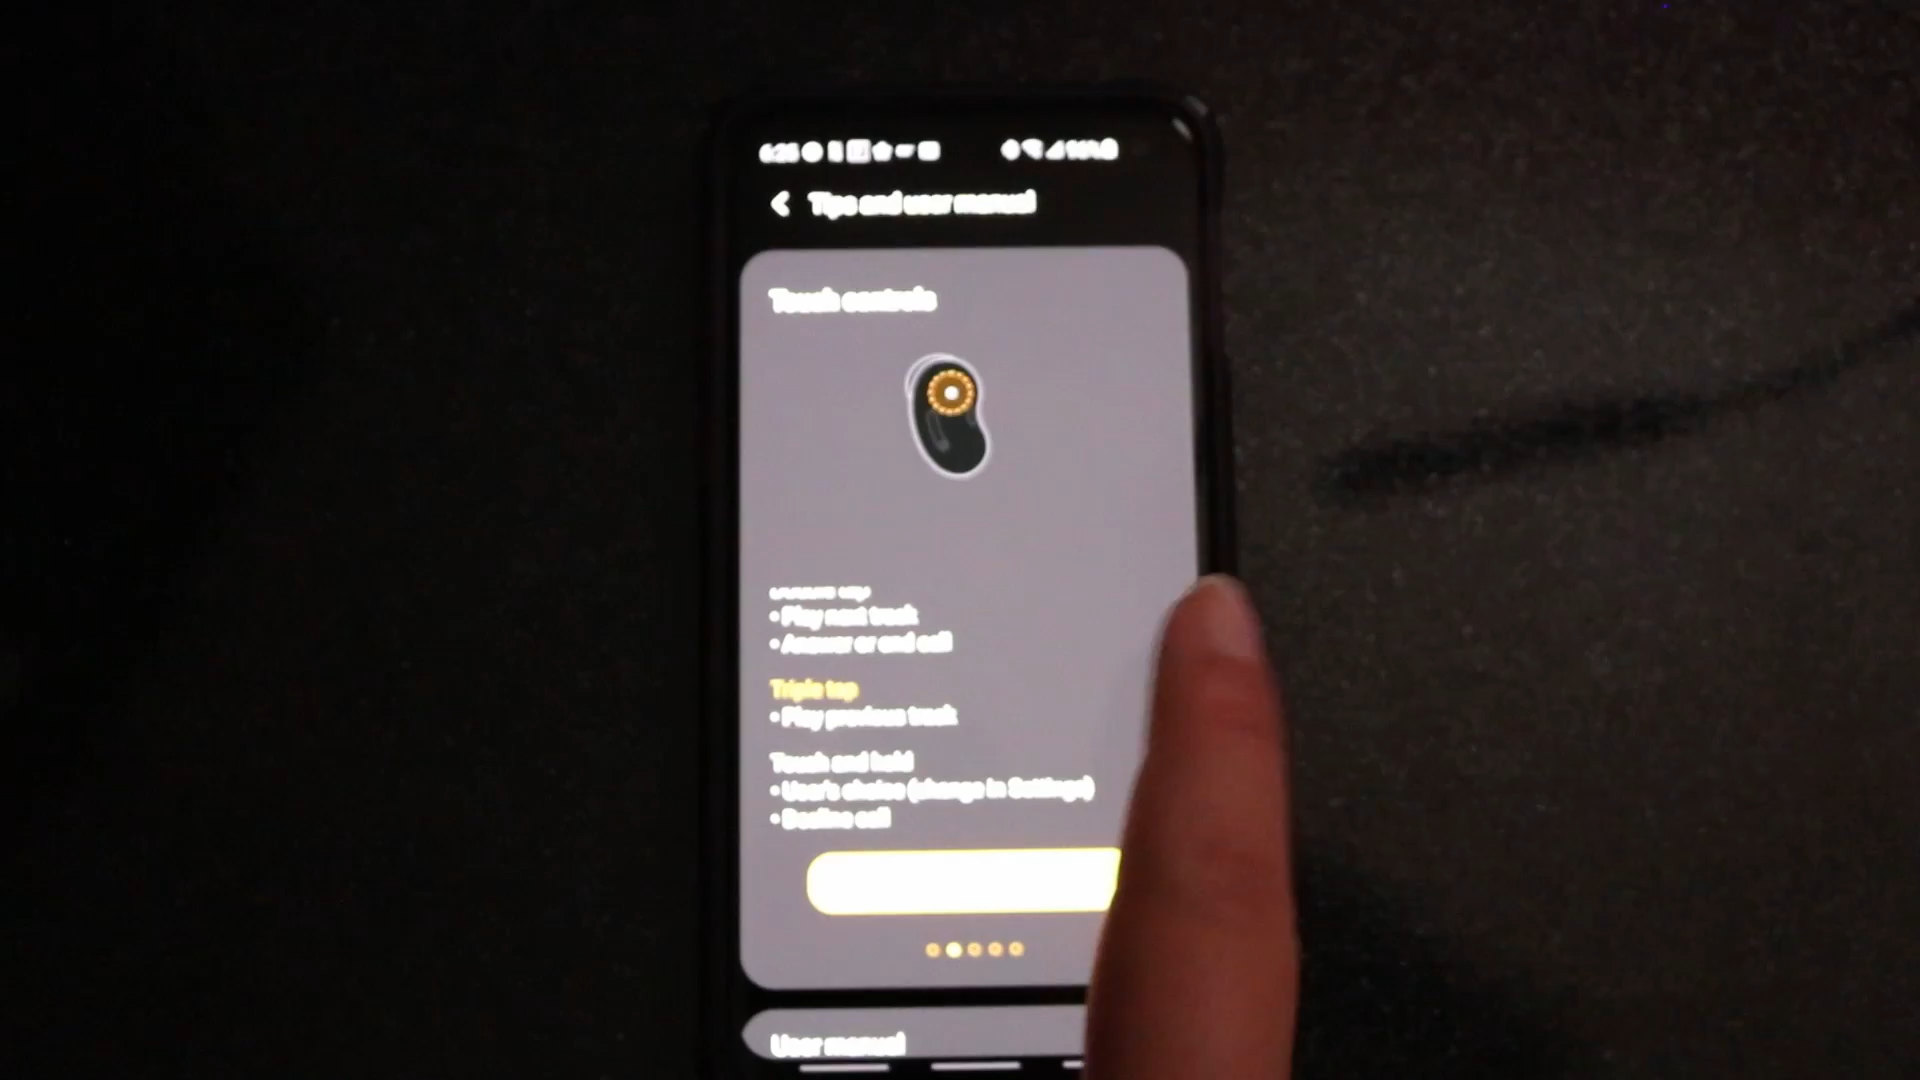 Tips and user manual
Touch controls
• Play next track
• Answer or end call
Triple tap
• Play previous track
Touch and hold
• User's choice (change in Settings)
• Decline call
User manual